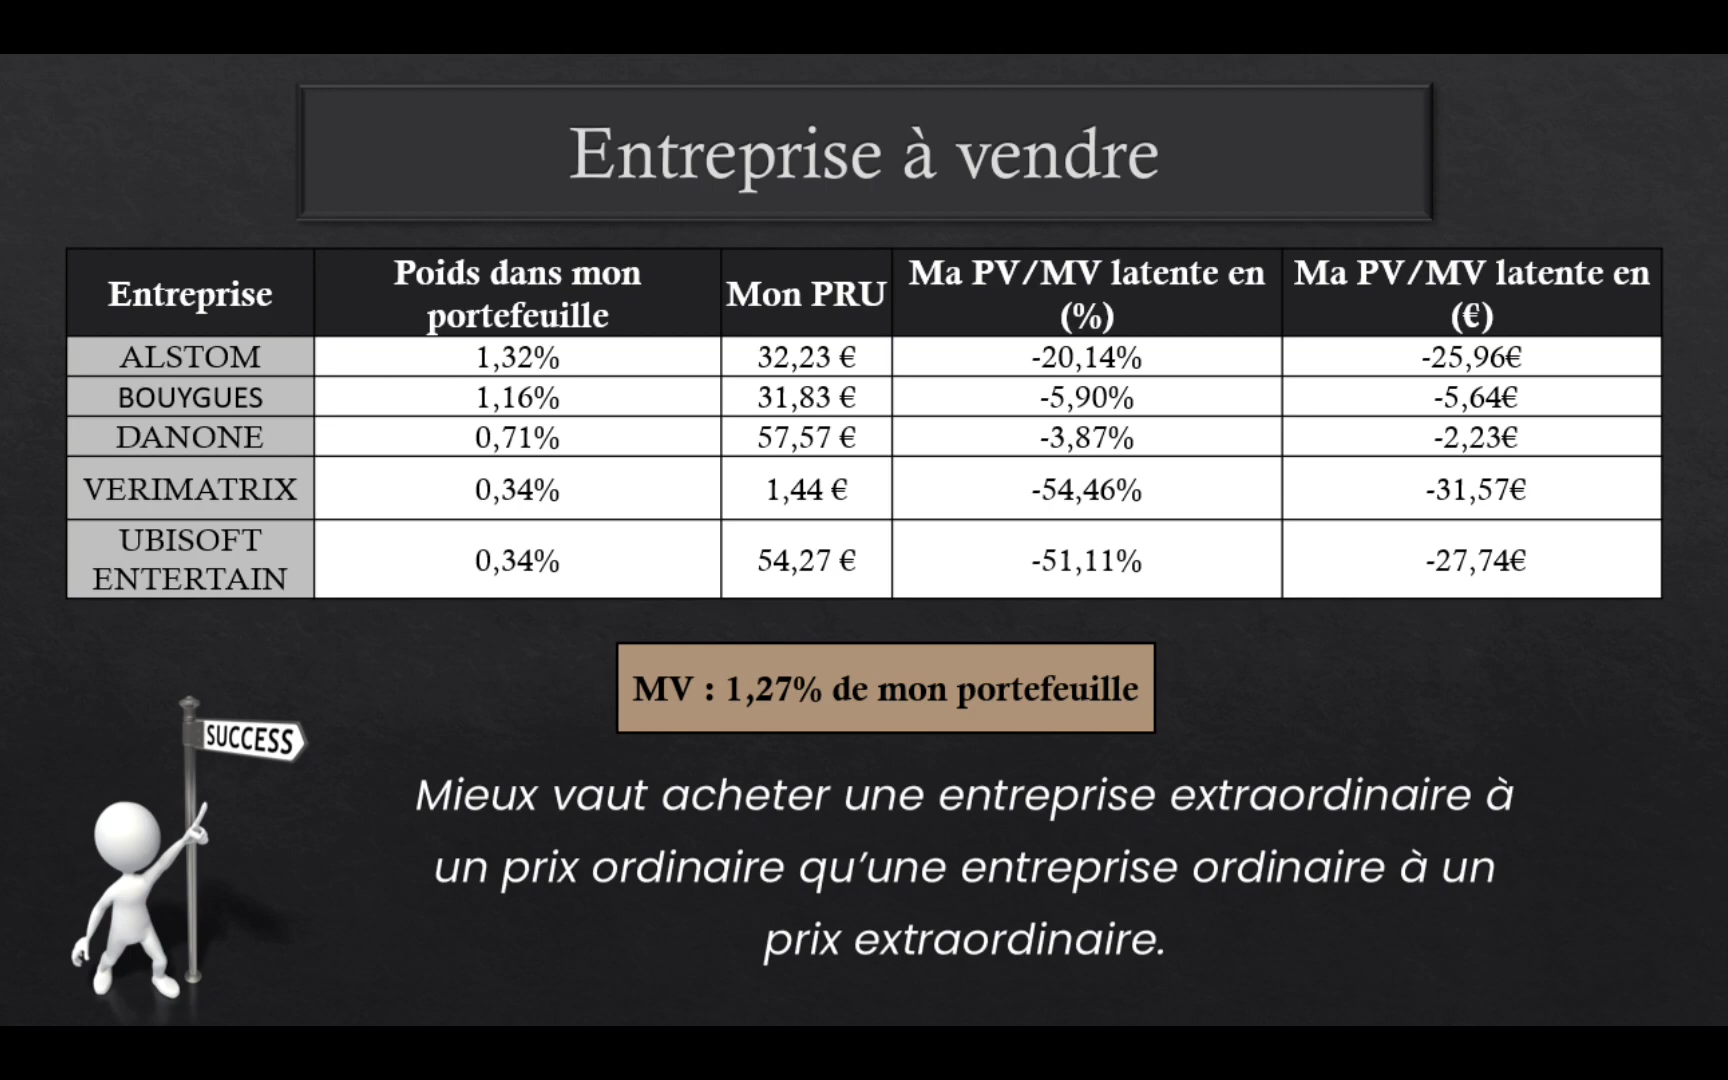 Entreprise à vendre
Entreprise
Poids dans mon
portefeuille
Mon PRU
Ma PV/MV latente en
(%)
Ma PV/MV latente en
(€)
ALSTOM 1,32% 32,23 € -20,14% -25,96€
BOUYGUES 1,16% 31,83 € -5,90% -5,64€
DANONE 0,71% 57,57 € -3,87% -2,23€
VERIMATRIX 0,34% 1,44 € -54,46% -31,57€
UBISOFT
ENTERTAIN 0,34% 54,27 € -51,11% -27,74€
MV : 1,27% de mon portefeuille
SUCCESS
Mieux vaut acheter une entreprise extraordinaire à
un prix ordinaire qu’une entreprise ordinaire à un
prix extraordinaire.